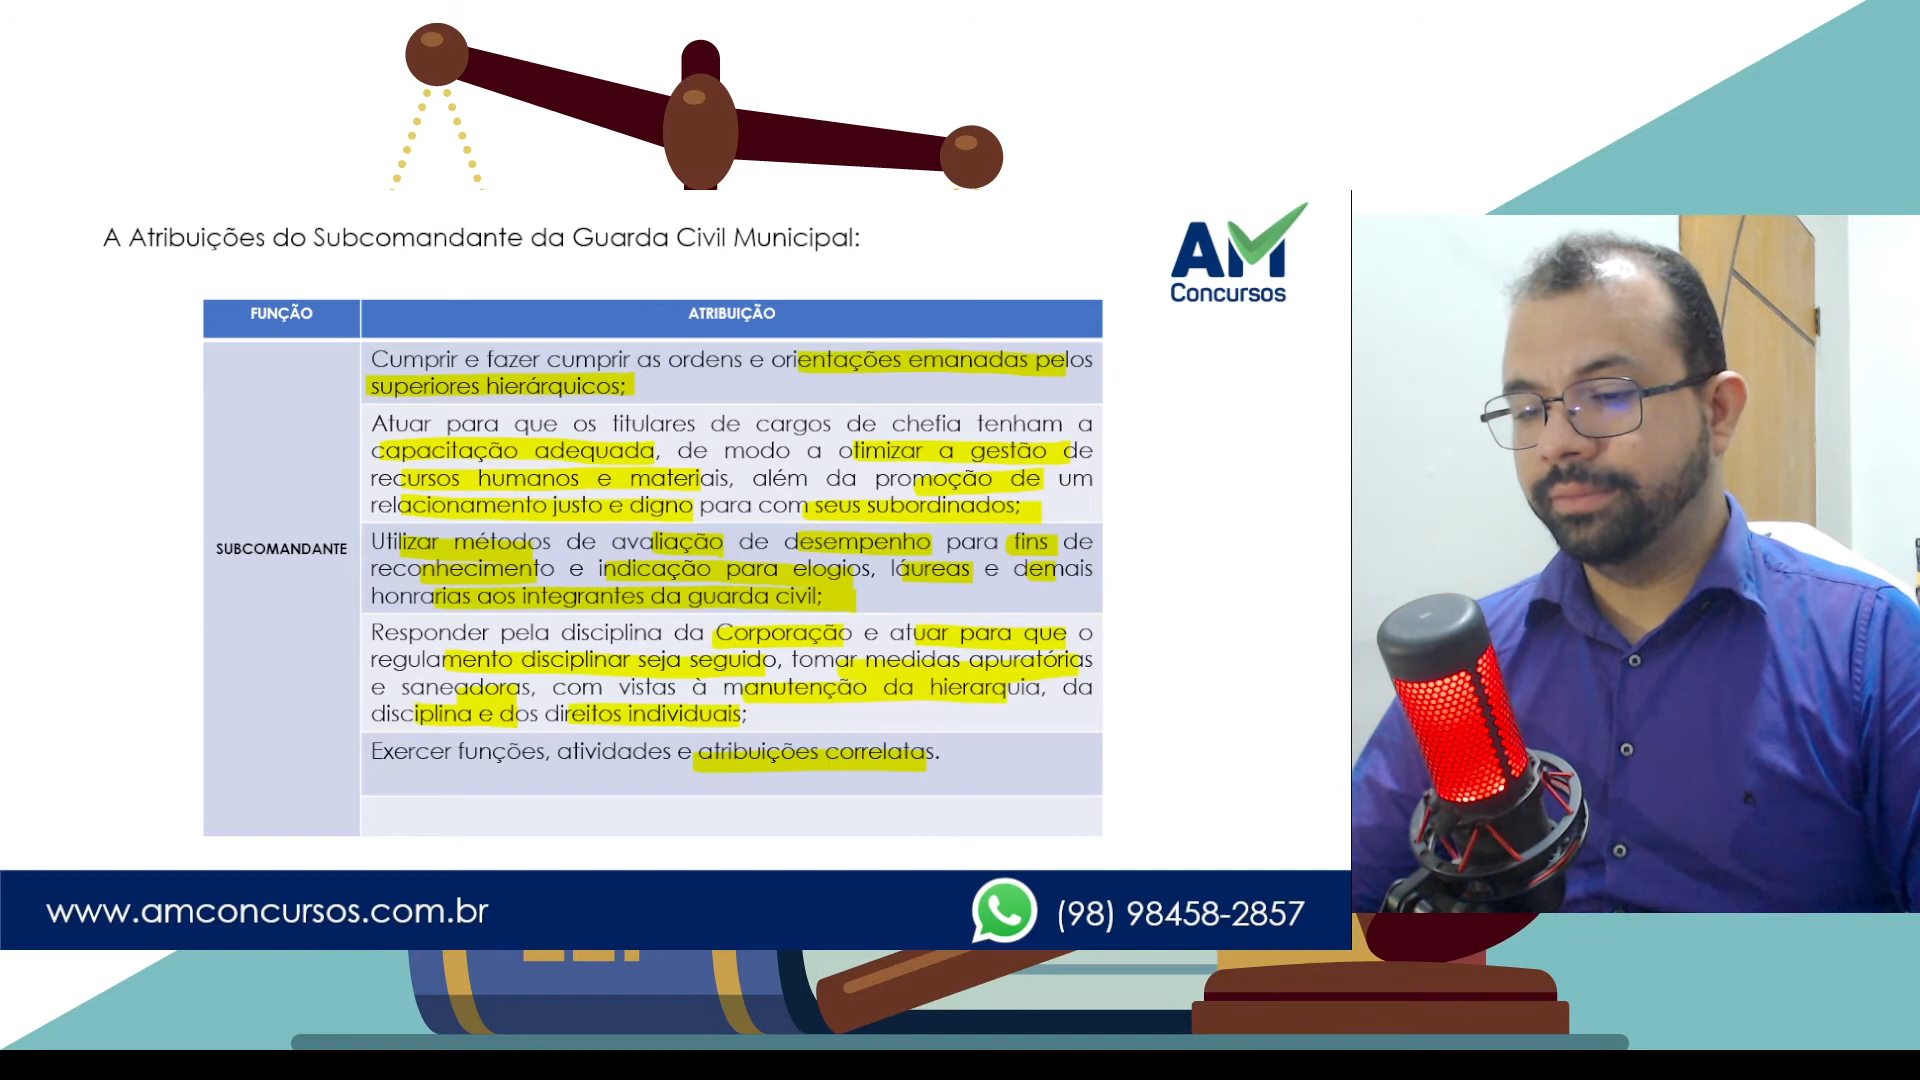 A Atribuições do Subcomandante da Guarda Civil Municipal:
AM
Concursos
FUNÇÃO
ATRIBUIÇÃO
SUBCOMANDANTE
Cumprir e fazer cumprir as ordens e orientações emanadas pelos
superiores hierárquicos;
Atuar para que os titulares de cargos de chefia tenham a
capacitação adequada, de modo a otimizar a gestão de
recursos humanos e materiais, além da promoção de um
relacionamento justo e digno para com seus subordinados;
Utilizar métodos de avaliação de desempenho para fins de
reconhecimento e indicação para elogios, láureas e demais
honrarias aos integrantes da guarda civil;
Responder pela disciplina da Corporação e atuar para que o
regulamento disciplinar seja seguido, tomar medidas apuratórias
e saneadoras, com vistas à manutenção da hierarquia, da
disciplina e dos direitos individuais;
Exercer funções, atividades e atribuições correlatas.
www.amconcursos.com.br
(98) 98458-2857